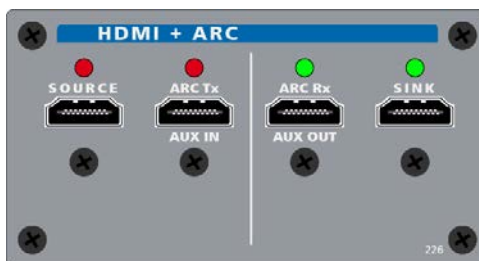 HDMI + ARC
SOURCE
ARC Tx
AUX IN
ARC Rx
AUX OUT
SINK
226